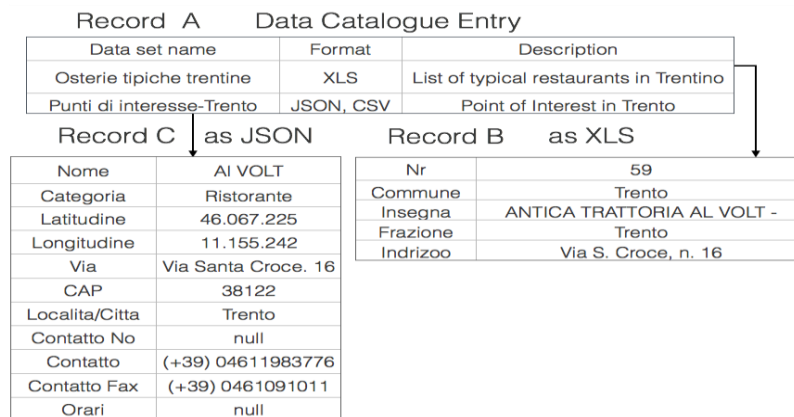 Record A Data Catalogue Entry
Data set name Format Description
Osterie tipiche trentine XLS List of typical restaurants in Trentino
Punti di interesse-Trento JSON, CSV Point of Interest in Trento
Record C as JSON
Nome Al VOLT
Categoria Ristorante
Latitudine 46.067.225
Longitudine 11.155.242
Via Via Santa Croce. 16
CAP 38122
Localita/Citta Trento
Contatto No null
Contatto (+39) 04611983776
Contatto Fax (+39) 0461091011
Orari null
Record B as XLS
Nr 59
Commune Trento
Insegna ANTICA TRATTORIA AL VOLT -
Frazione Trento
Indrizoo Via S. Croce, n. 16